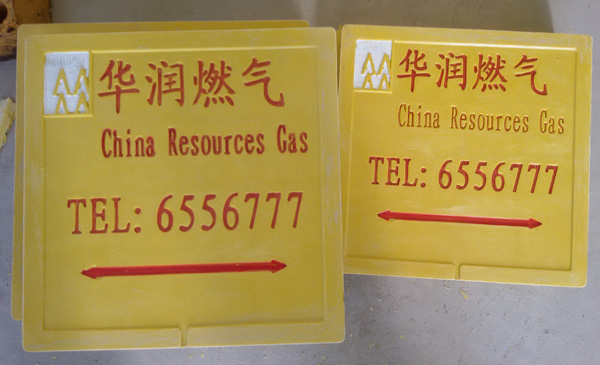 华润燃气
China Resources Gas
TEL: 6556777
华润燃气
China Resources Gas
TEL: 6556777